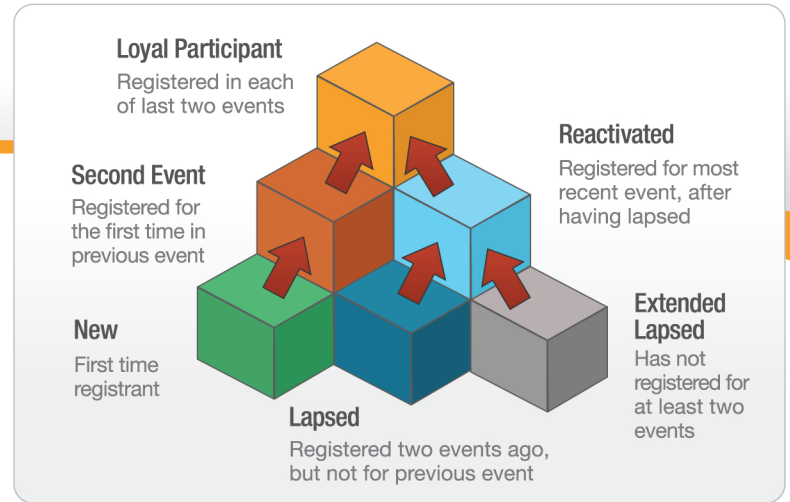 Loyal Participant
Registered in each
of last two events
Reactivated
Registered for most
recent event, after
having lapsed
Second Event
Registered for
the first time in
previous event
New
First time
registrant
Lapsed
Registered two events ago,
but not for previous event
Extended
Lapsed
Has not
registered for
at least two
events